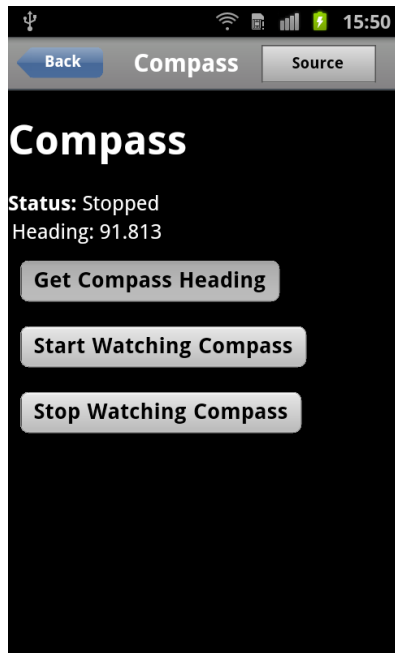 15:50
Back Compass Source
Compass
Status: Stopped
Heading: 91.813
Get Compass Heading
Start Watching Compass
Stop Watching Compass